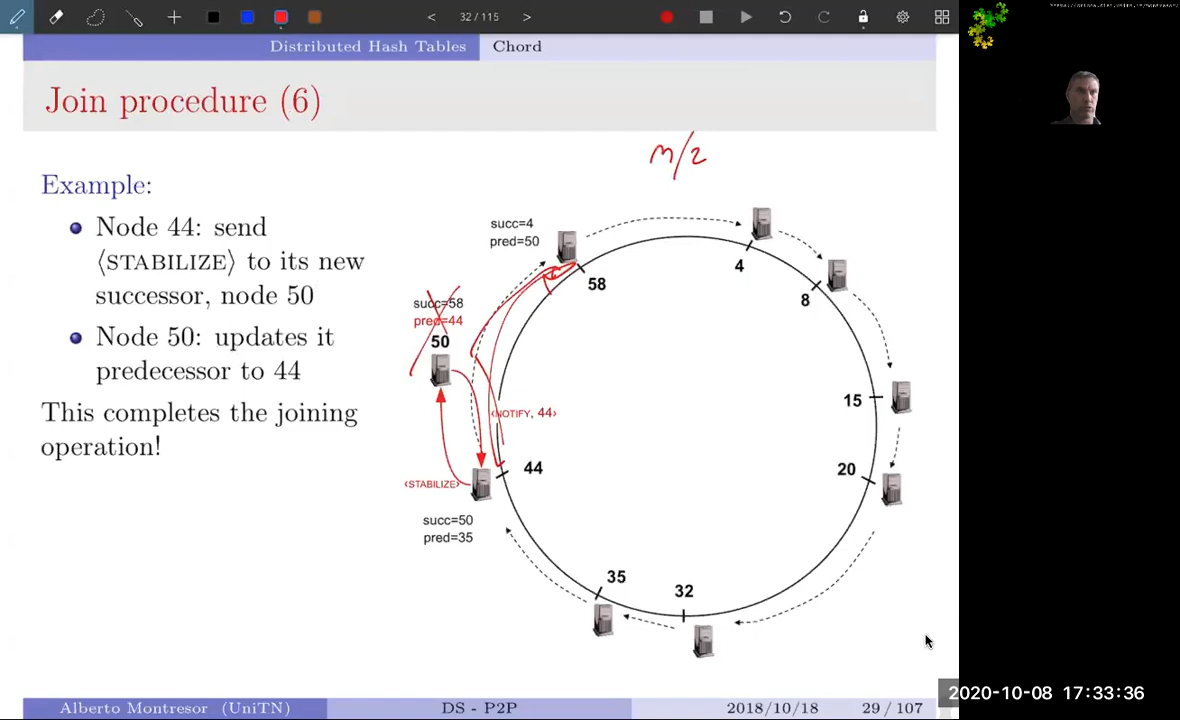 32 / 115
Distributed Hash Tables Chord
Join procedure (6)
n/2
Example:
Node 44: send
⟨STABILIZE⟩ to its new
successor, node 50
Node 50: updates it
predecessor to 44
This completes the joining
operation!
succ=4
pred=50
58
4
8
succ=58
pred=44
50
15
‹NOTIFY, 44›
44
20
‹STABILIZE›
succ=50
pred=35
35
32
Alberto Montresor (UniTN) DS - P2P 2018/10/18 29 / 107
2020-10-08 17:33:36